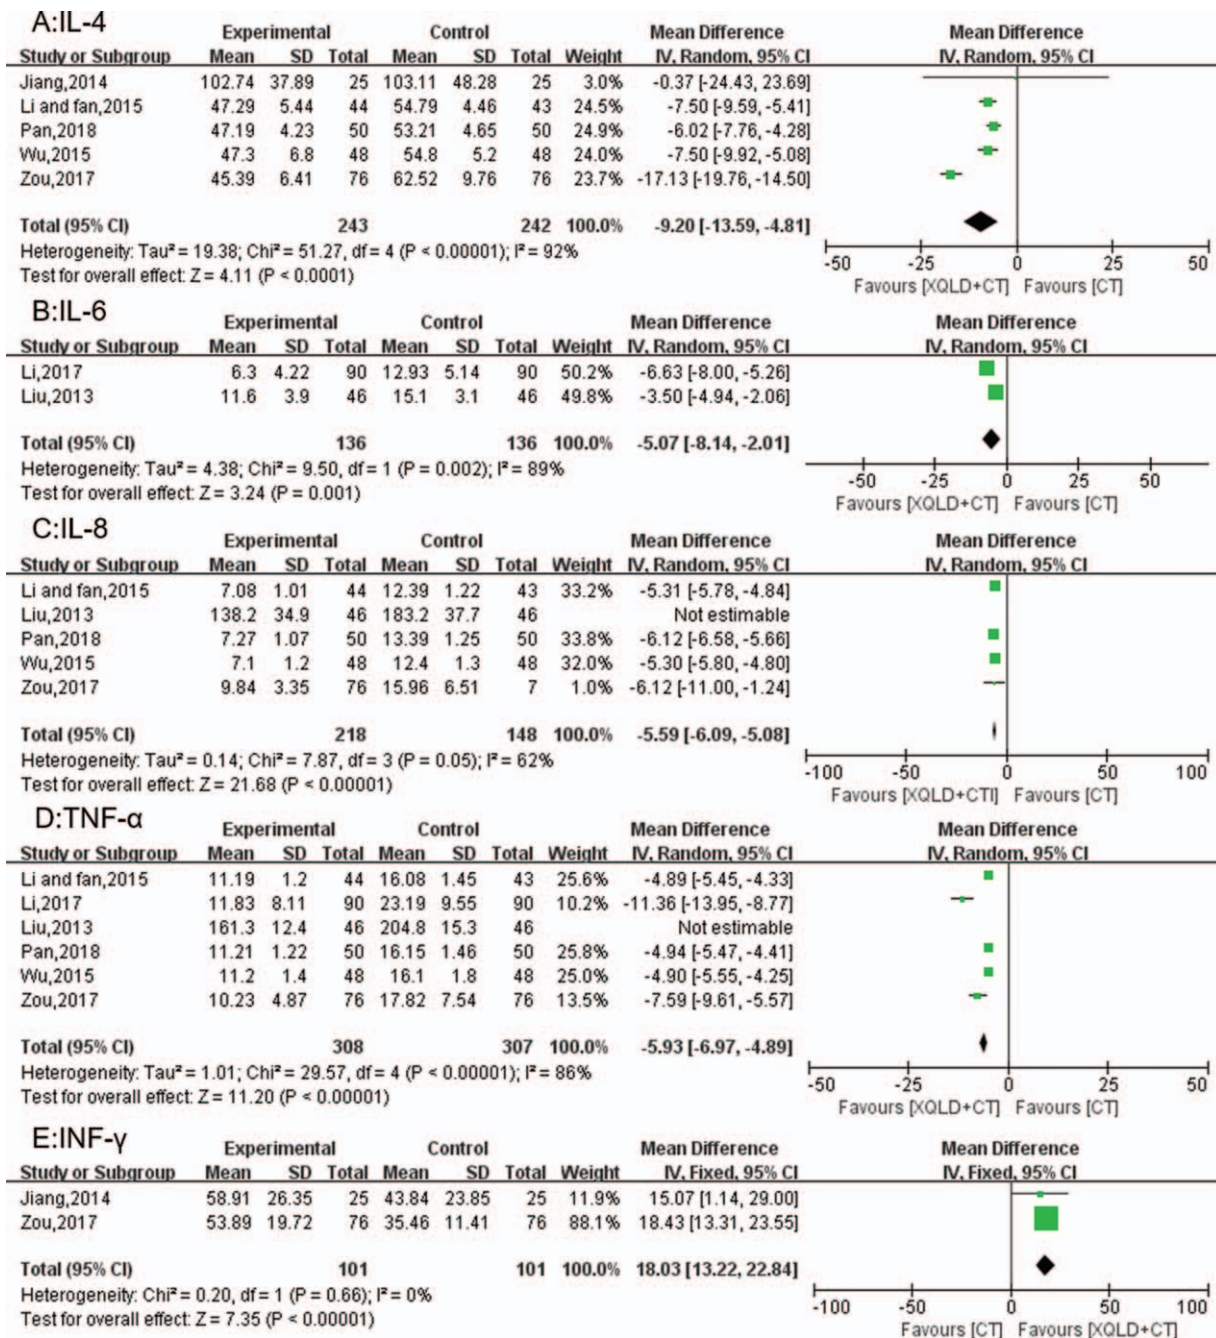 A:IL-4
Experimental Control Mean Difference Mean Difference
Study or Subgroup Mean SD Total Mean SD Total Weight IV, Random, 95% CI IV, Random, 95% CI
Jiang,2014 102.74 37.89 25 103.11 48.28 25 3.0% -0.37 [-24.43, 23.69]
Li and fan,2015 47.29 5.44 44 54.79 4.46 43 24.5% -7.50 [-9.59, -5.41]
Pan,2018 47.19 4.23 50 53.21 4.65 50 24.9% -6.02 [-7.76, -4.28]
Wu,2015 47.3 6.8 48 54.8 5.2 48 24.0% -7.50 [-9.92, -5.08]
Zou,2017 45.39 6.41 76 62.52 9.76 76 23.7% -17.13 [-19.76, -14.50]
Total (95% CI) 243 242 100.0% -9.20 [-13.59, -4.81]
Heterogeneity: Tau² = 19.38; Chi² = 51.27, df = 4 (P < 0.00001); I² = 92%
Test for overall effect: Z = 4.11 (P < 0.0001)
-50 -25 0 25 50
Favours [XQLD+CT] Favours [CT]
B:IL-6
Experimental Control Mean Difference Mean Difference
Study or Subgroup Mean SD Total Mean SD Total Weight IV, Random, 95% CI IV, Random, 95% CI
Li,2017 6.3 4.22 90 12.93 5.14 90 50.2% -6.63 [-8.00, -5.26]
Liu,2013 11.6 3.9 46 15.1 3.1 46 49.8% -3.50 [-4.94, -2.06]
Total (95% CI) 136 136 100.0% -5.07 [-8.14, -2.01]
Heterogeneity: Tau² = 4.38; Chi² = 9.50, df = 1 (P = 0.002); I² = 89%
Test for overall effect: Z = 3.24 (P = 0.001)
-50 -25 0 25 50
Favours [XQLD+CT] Favours [CT]
C:IL-8
Experimental Control Mean Difference Mean Difference
Study or Subgroup Mean SD Total Mean SD Total Weight IV, Random, 95% CI IV, Random, 95% CI
Li and fan,2015 7.08 1.01 44 12.39 1.22 43 33.2% -5.31 [-5.78, -4.84]
Liu,2013 138.2 34.9 46 183.2 37.7 46 Not estimable
Pan,2018 7.27 1.07 50 13.39 1.25 50 33.8% -6.12 [-6.58, -5.66]
Wu,2015 7.1 1.2 48 12.4 1.3 48 32.0% -5.30 [-5.80, -4.80]
Zou,2017 9.84 3.35 76 15.96 6.51 7 1.0% -6.12 [-11.00, -1.24]
Total (95% CI) 218 148 100.0% -5.59 [-6.09, -5.08]
Heterogeneity: Tau² = 0.14; Chi² = 7.87, df = 3 (P = 0.05); I² = 62%
Test for overall effect: Z = 21.68 (P < 0.00001)
-100 -50 0 50 100
Favours [XQLD+CTI] Favours [CT]
D:TNF-α
Experimental Control Mean Difference Mean Difference
Study or Subgroup Mean SD Total Mean SD Total Weight IV, Random, 95% CI IV, Random, 95% CI
Li and fan,2015 11.19 1.2 44 16.08 1.45 43 25.6% -4.89 [-5.45, -4.33]
Li,2017 11.83 8.11 90 23.19 9.55 90 10.2% -11.36 [-13.95, -8.77]
Liu,2013 161.3 12.4 46 204.8 15.3 46 Not estimable
Pan,2018 11.21 1.22 50 16.15 1.46 50 25.8% -4.94 [-5.47, -4.41]
Wu,2015 11.2 1.4 48 16.1 1.8 48 25.0% -4.90 [-5.55, -4.25]
Zou,2017 10.23 4.87 76 17.82 7.54 76 13.5% -7.59 [-9.61, -5.57]
Total (95% CI) 308 307 100.0% -5.93 [-6.97, -4.89]
Heterogeneity: Tau² = 1.01; Chi² = 29.57, df = 4 (P < 0.00001); I² = 86%
Test for overall effect: Z = 11.20 (P < 0.00001)
-50 -25 0 25 50
Favours [XQLD+CT] Favours [CT]
E:INF-γ
Experimental Control Mean Difference Mean Difference
Study or Subgroup Mean SD Total Mean SD Total Weight IV, Fixed, 95% CI IV, Fixed, 95% CI
Jiang,2014 58.91 26.35 25 43.84 23.85 25 11.9% 15.07 [1.14, 29.00]
Zou,2017 53.89 19.72 76 35.46 11.41 76 88.1% 18.43 [13.31, 23.55]
Total (95% CI) 101 101 100.0% 18.03 [13.22, 22.84]
Heterogeneity: Chi² = 0.20, df = 1 (P = 0.66); I² = 0%
Test for overall effect: Z = 7.35 (P < 0.00001)
-100 -50 0 50 100
Favours [CT] Favours [XQLD+CT]